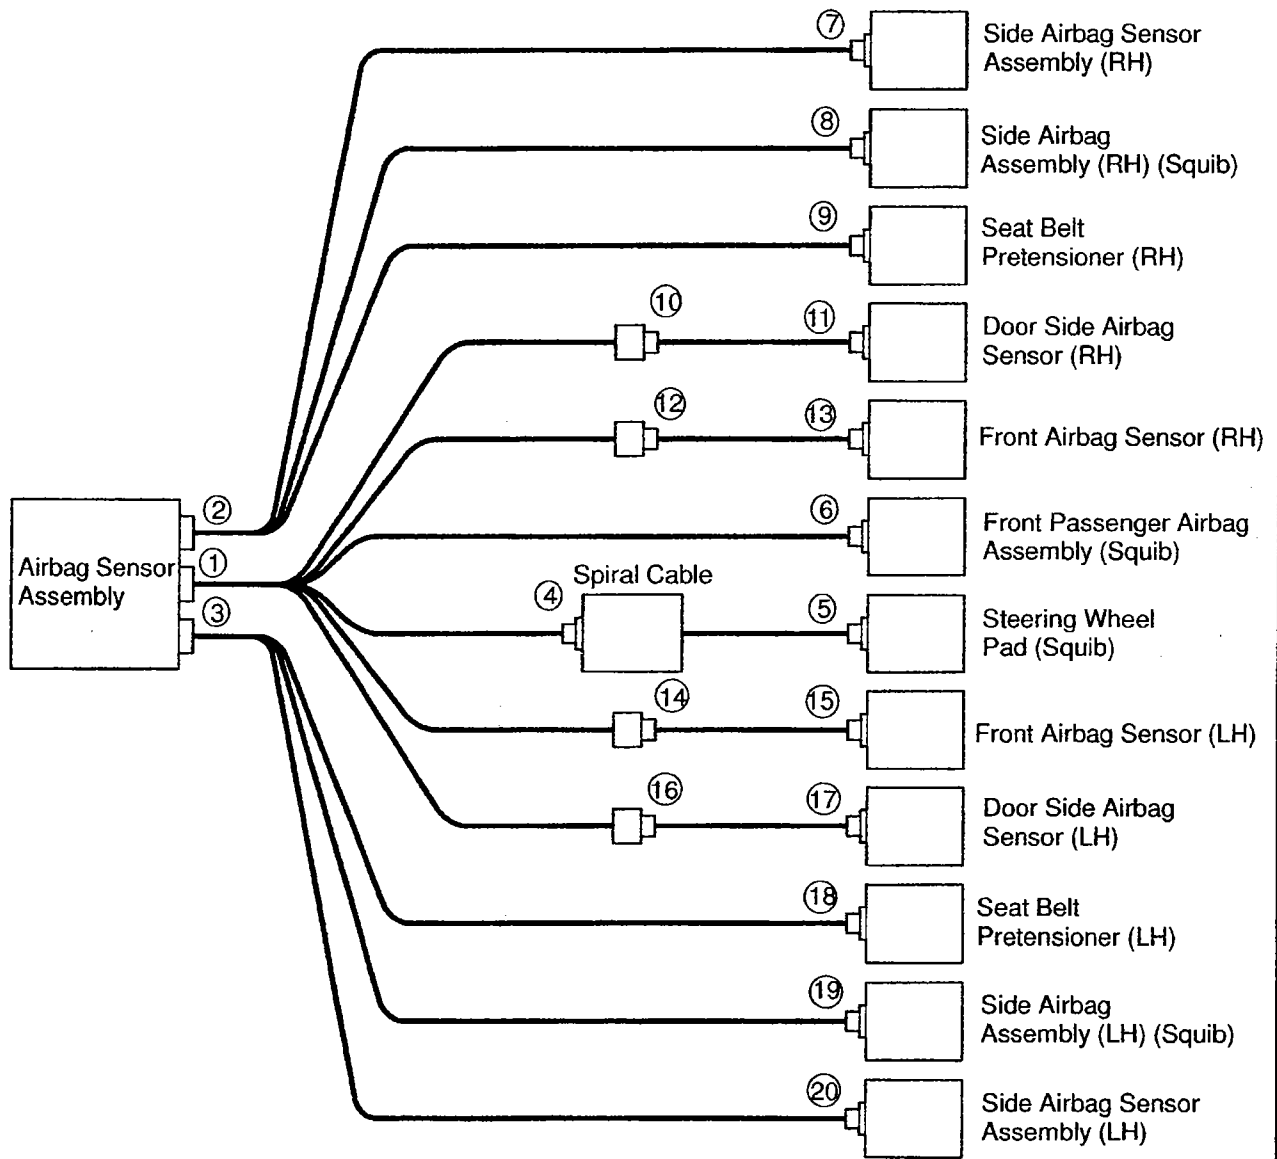 7
Side Airbag Sensor
Assembly (RH)
8
Side Airbag
Assembly (RH) (Squib)
9
Seat Belt
Pretensioner (RH)
10
11
Door Side Airbag
Sensor (RH)
12
13
Front Airbag Sensor (RH)
2
6
Front Passenger Airbag
Assembly (Squib)
Airbag Sensor
Assembly
1
3
4
Spiral Cable
5
Steering Wheel
Pad (Squib)
14
15
Front Airbag Sensor (LH)
16
17
Door Side Airbag
Sensor (LH)
18
Seat Belt
Pretensioner (LH)
19
Side Airbag
Assembly (LH) (Squib)
20
Side Airbag Sensor
Assembly (LH)